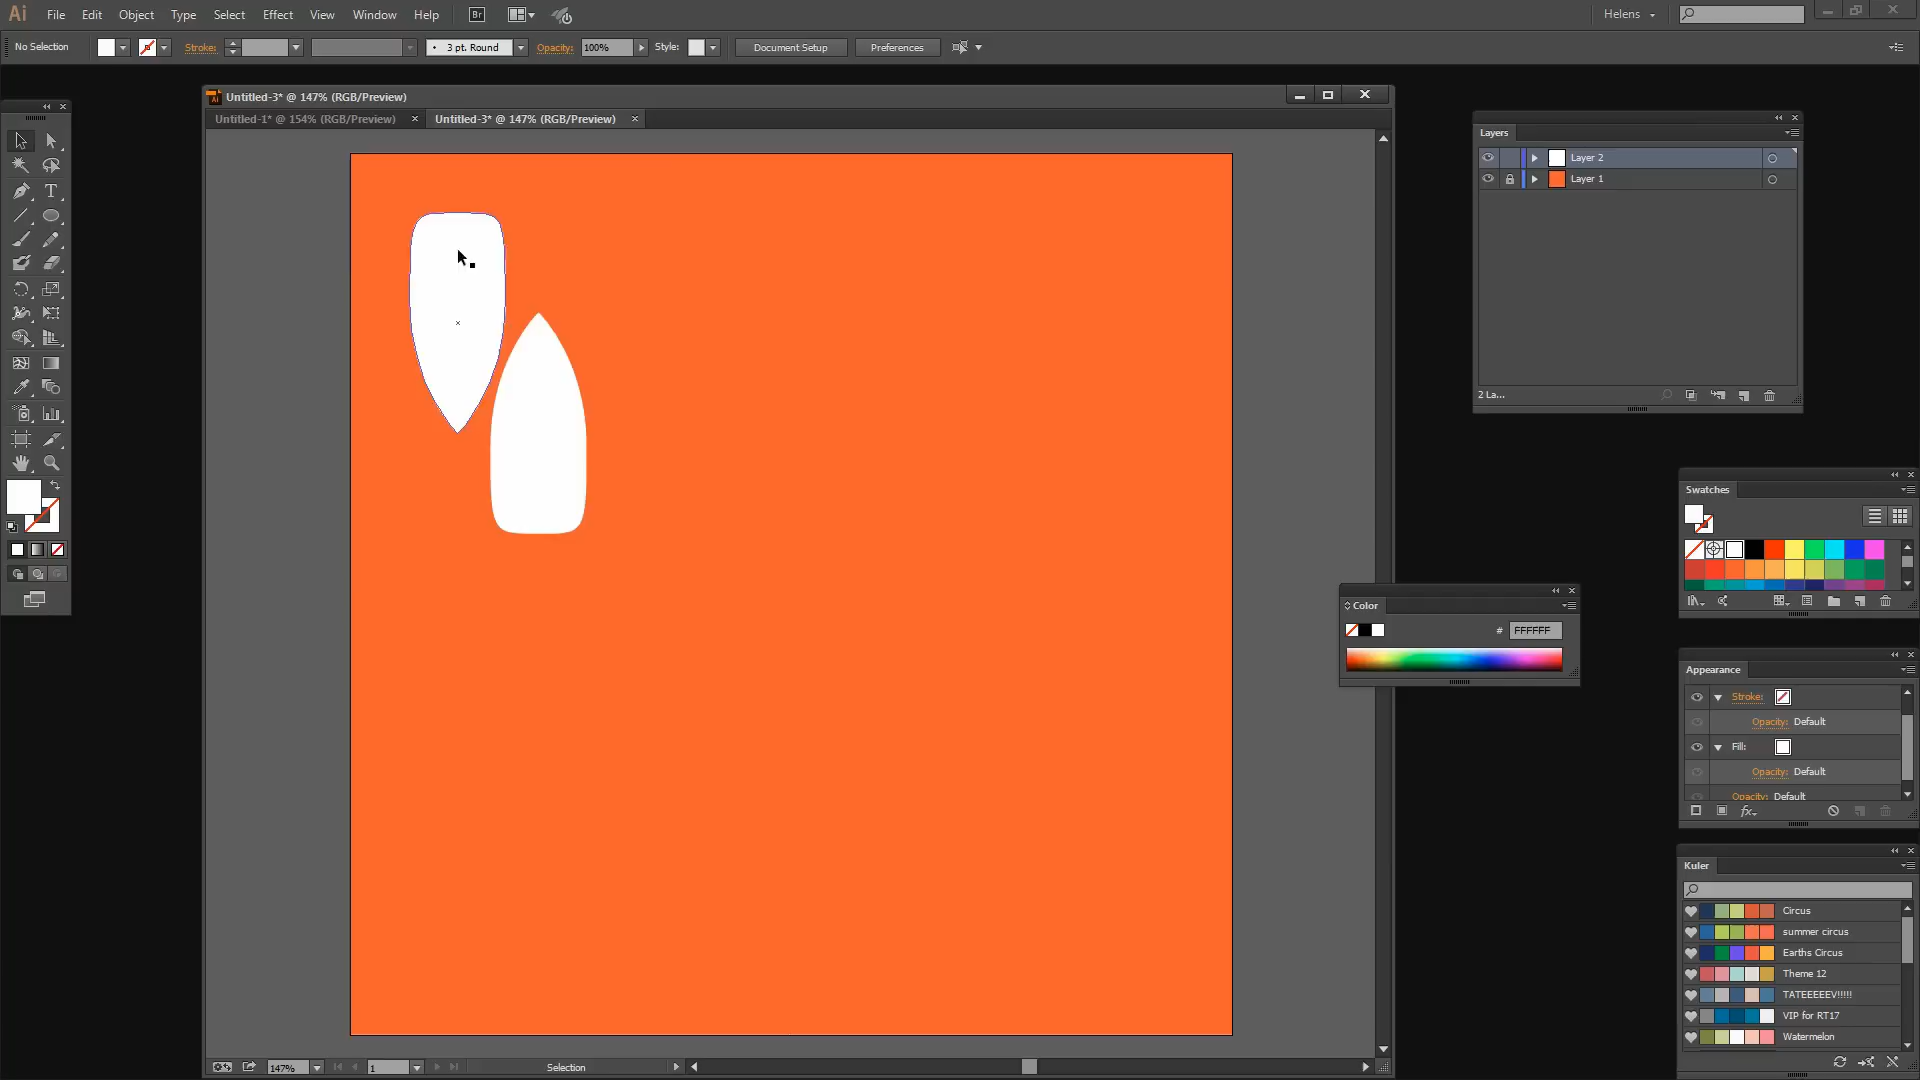 Ai File Edit Object Type Select Effect View Window Help Br Helens
No Selection Stroke: 3 pt. Round Opacity: 100% Style: Document Setup Preferences
Untitled-3* @ 147% (RGB/Preview)
Untitled-1* @ 154% (RGB/Preview) Untitled-3* @ 147% (RGB/Preview)
Layers
Layer 2
Layer 1
2 La...
Swatches
Color
# FFFFFF
Appearance
Stroke:
Opacity: Default
Fill:
Opacity: Default
Opacity: Default
fx
Kuler
Circus
summer circus
Earths Circus
Theme 12
TATEEEEEV!!!!!
VIP for RT17
Watermelon
147% 1 Selection